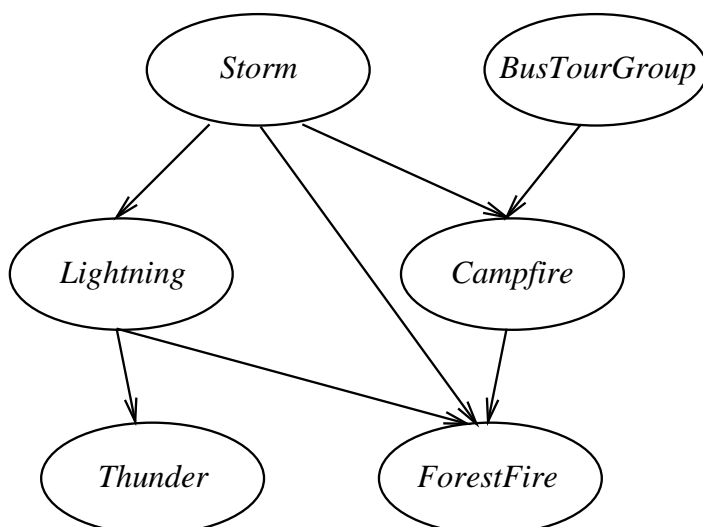 Storm
BusTourGroup
Lightning
Campfire
Thunder
ForestFire